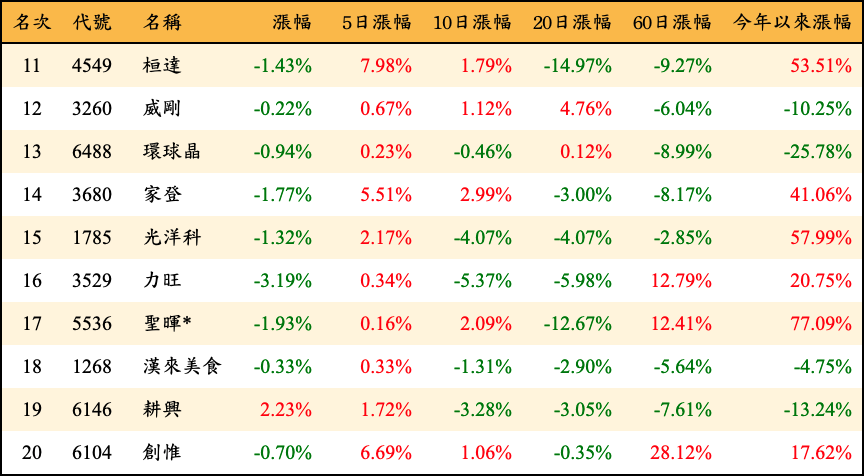 名次 代號 名稱 漲幅 5日漲幅 10日漲幅 20日漲幅 60日漲幅 今年以來漲幅
11 4549 桓達 -1.43% 7.98% 1.79% -14.97% -9.27% 53.51%
12 3260 威剛 -0.22% 0.67% 1.12% 4.76% -6.04% -10.25%
13 6488 環球晶 -0.94% 0.23% -0.46% 0.12% -8.99% -25.78%
14 3680 家登 -1.77% 5.51% 2.99% -3.00% -8.17% 41.06%
15 1785 光洋科 -1.32% 2.17% -4.07% -4.07% -2.85% 57.99%
16 3529 力旺 -3.19% 0.34% -5.37% -5.98% 12.79% 20.75%
17 5536 聖暉* -1.93% 0.16% 2.09% -12.67% 12.41% 77.09%
18 1268 漢來美食 -0.33% 0.33% -1.31% -2.90% -5.64% -4.75%
19 6146 耕興 2.23% 1.72% -3.28% -3.05% -7.61% -13.24%
20 6104 創惟 -0.70% 6.69% 1.06% -0.35% 28.12% 17.62%